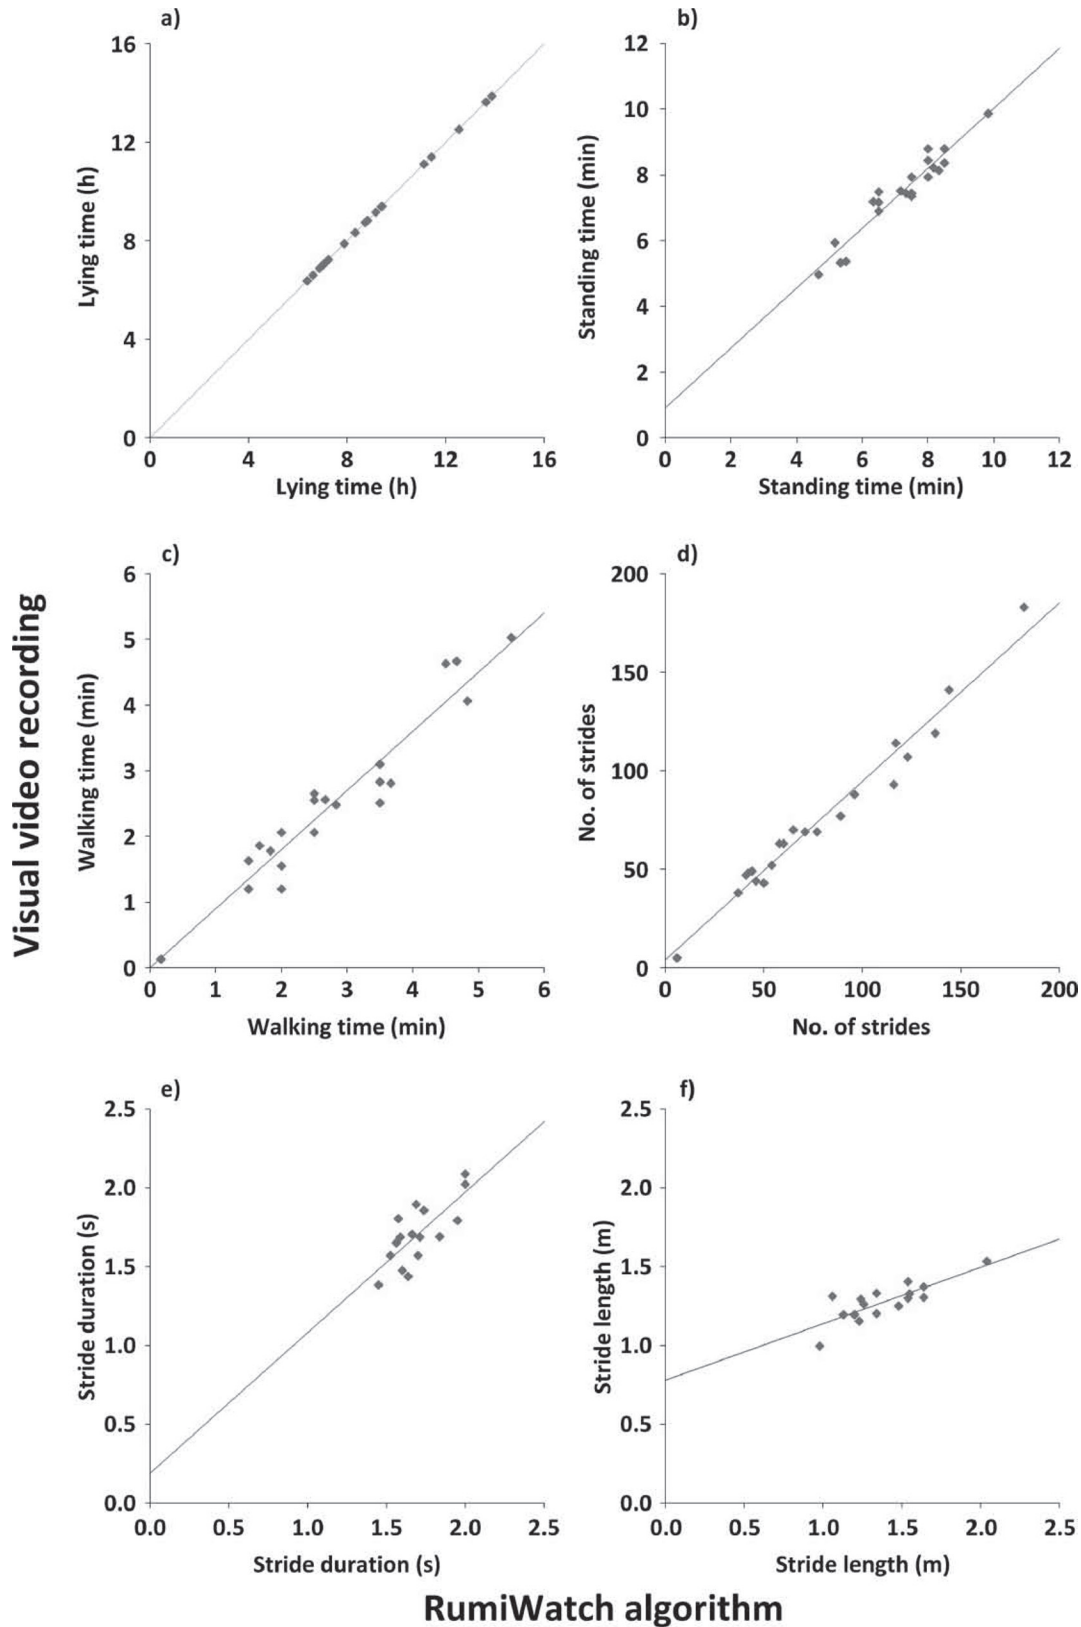 a)
16
12
8
4
0
Lying time (h)
0 4 8 12 16
Lying time (h)
b)
12
10
8
6
4
2
0
Standing time (min)
0 2 4 6 8 10 12
Standing time (min)
c)
6
5
4
3
2
1
0
Walking time (min)
0 1 2 3 4 5 6
Walking time (min)
d)
200
150
100
50
0
No. of strides
0 50 100 150 200
No. of strides
e)
2.5
2.0
1.5
1.0
0.5
0.0
Stride duration (s)
0.0 0.5 1.0 1.5 2.0 2.5
Stride duration (s)
f)
2.5
2.0
1.5
1.0
0.5
0.0
Stride length (m)
0.0 0.5 1.0 1.5 2.0 2.5
Stride length (m)
Visual video recording
RumiWatch algorithm